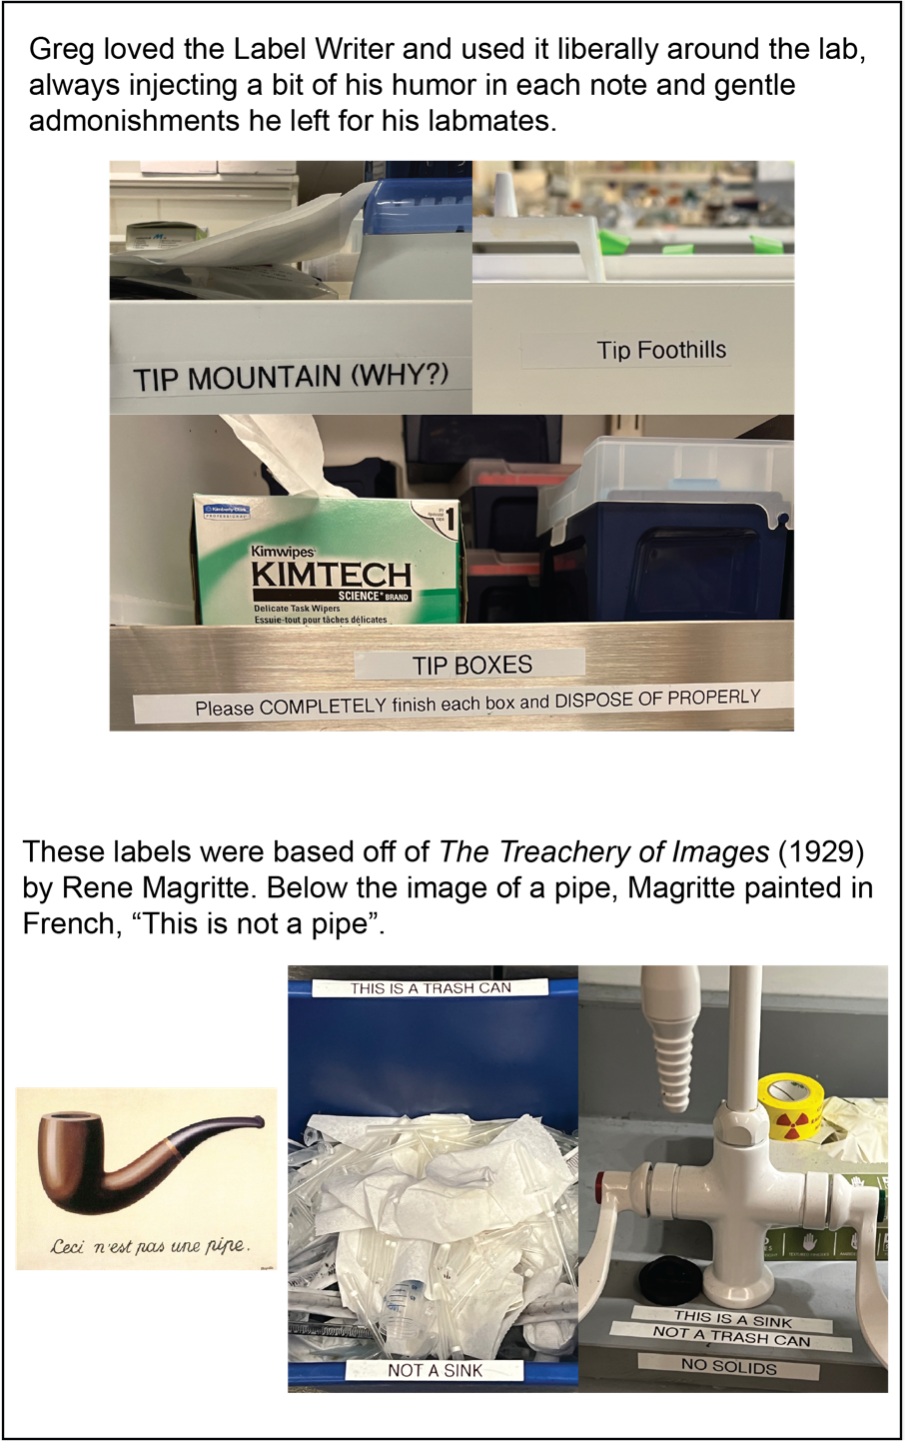 Greg loved the Label Writer and used it liberally around the lab,
always injecting a bit of his humor in each note and gentle
admonishments he left for his labmates.
TIP MOUNTAIN (WHY?)
Tip Foothills
Kimberly-Clark
PROFESSIONAL
1
Kimwipes
KIMTECH
SCIENCE* BRAND
Delicate Task Wipers
Essuie-tout pour tâches délicates
TIP BOXES
Please COMPLETELY finish each box and DISPOSE OF PROPERLY
These labels were based off of The Treachery of Images (1929)
by Rene Magritte. Below the image of a pipe, Magritte painted in
French, “This is not a pipe”.
Ceci n'est pas une pipe.
THIS IS A TRASH CAN
NOT A SINK
THIS IS A SINK
NOT A TRASH CAN
NO SOLIDS